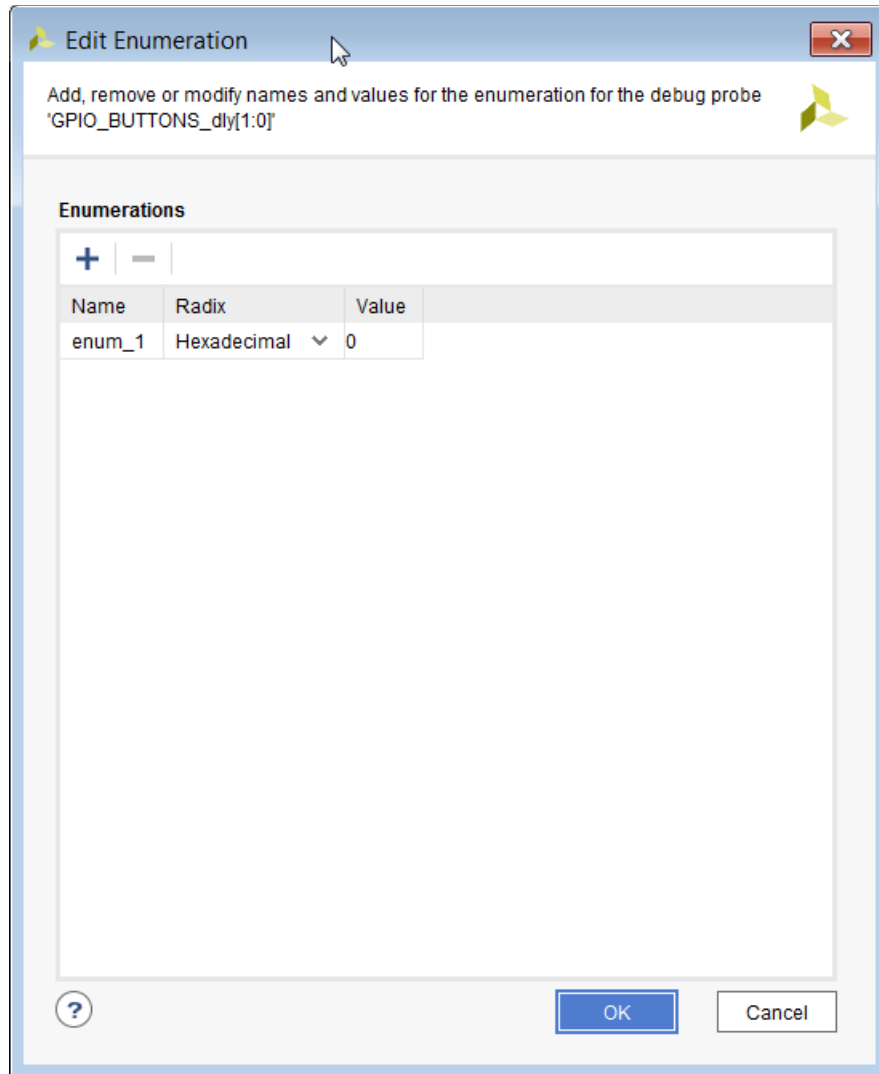 Edit Enumeration
Add, remove or modify names and values for the enumeration for the debug probe
'GPIO_BUTTONS_dly[1:0]'
Enumerations
Name Radix Value
enum_1 Hexadecimal 0
?
OK Cancel